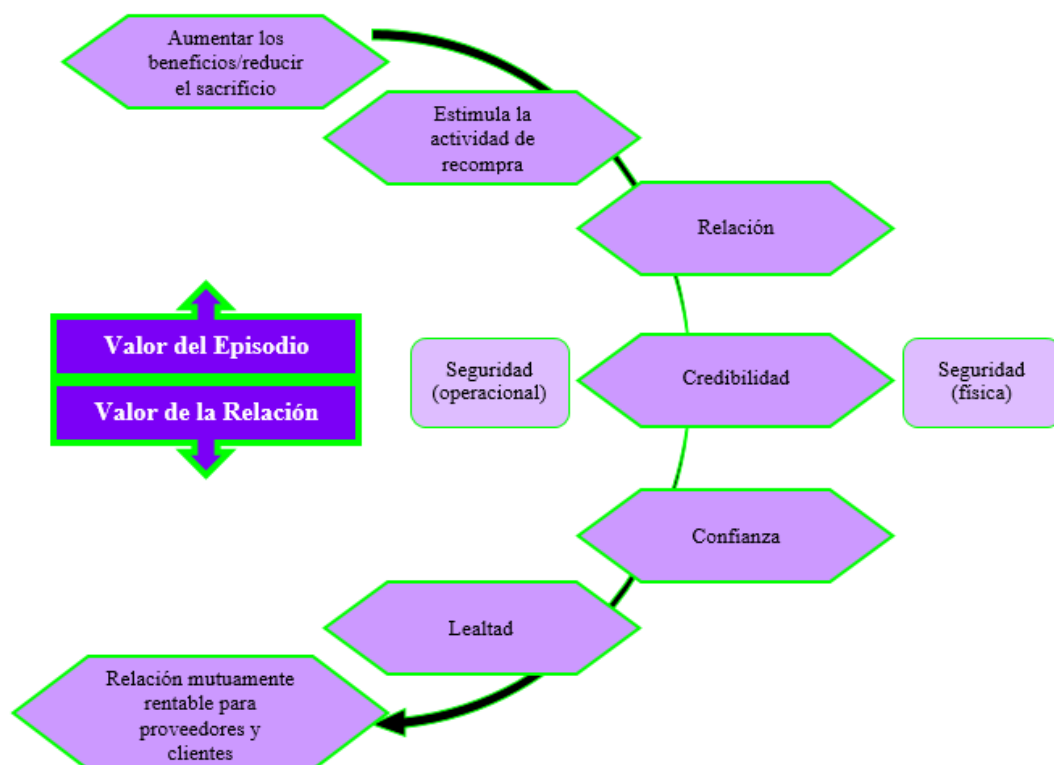 Aumentar los
beneficios/reducir
el sacrificio
Estimula la
actividad de
recompra
Relación
Valor del Episodio
Valor de la Relación
Seguridad
(operacional)
Credibilidad
Seguridad
(física)
Confianza
Lealtad
Relación mutuamente
rentable para
proveedores y
clientes